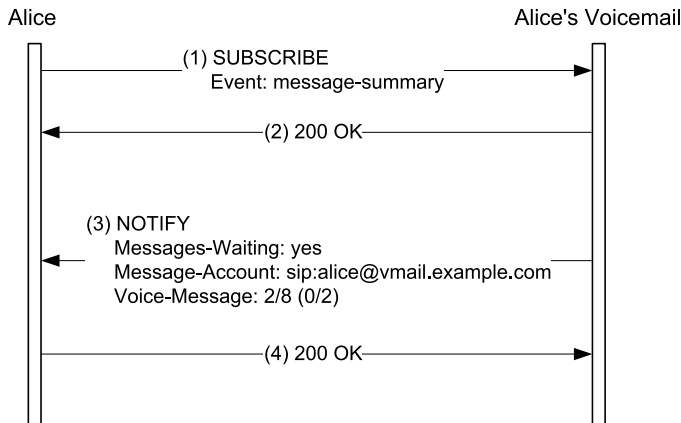 Alice
Alice's Voicemail
(1) SUBSCRIBE
Event: message-summary
(2) 200 OK
(3) NOTIFY
Messages-Waiting: yes
Message-Account: sip:alice@vmail.example.com
Voice-Message: 2/8 (0/2)
(4) 200 OK